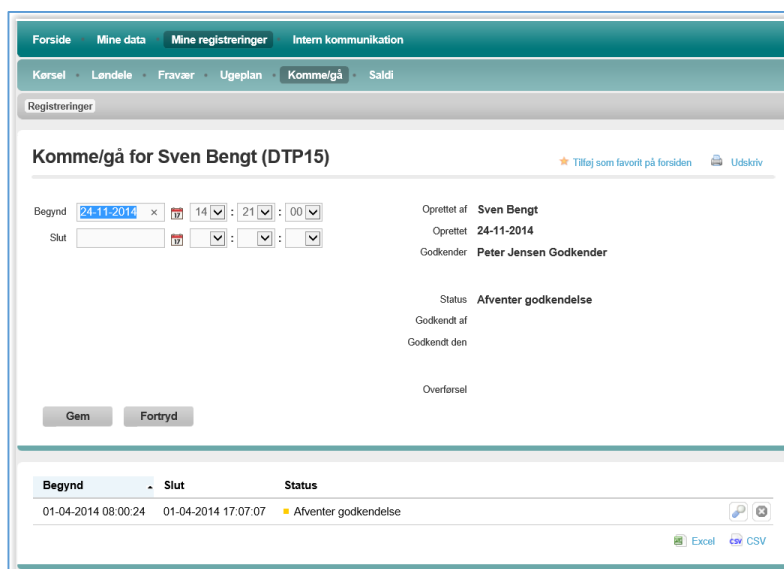 Forside Mine data Mine registreringer Intern kommunikation
Kørsel Løndele Fravær Ugeplan Komme/gå Saldi
Registreringer
Komme/gå for Sven Bengt (DTP15)
Tilføj som favorit på forsiden Udskriv
Begynd 24-11-2014 × 17 14 : 21 : 00 Oprettet af Sven Bengt
Slut 17 : : Oprettet 24-11-2014
Godkender Peter Jensen Godkender
Status Afventer godkendelse
Godkendt af
Godkendt den
Overførsel
Gem Fortryd
Begynd Slut Status
01-04-2014 08:00:24 01-04-2014 17:07:07 Afventer godkendelse
Excel CSV CSV